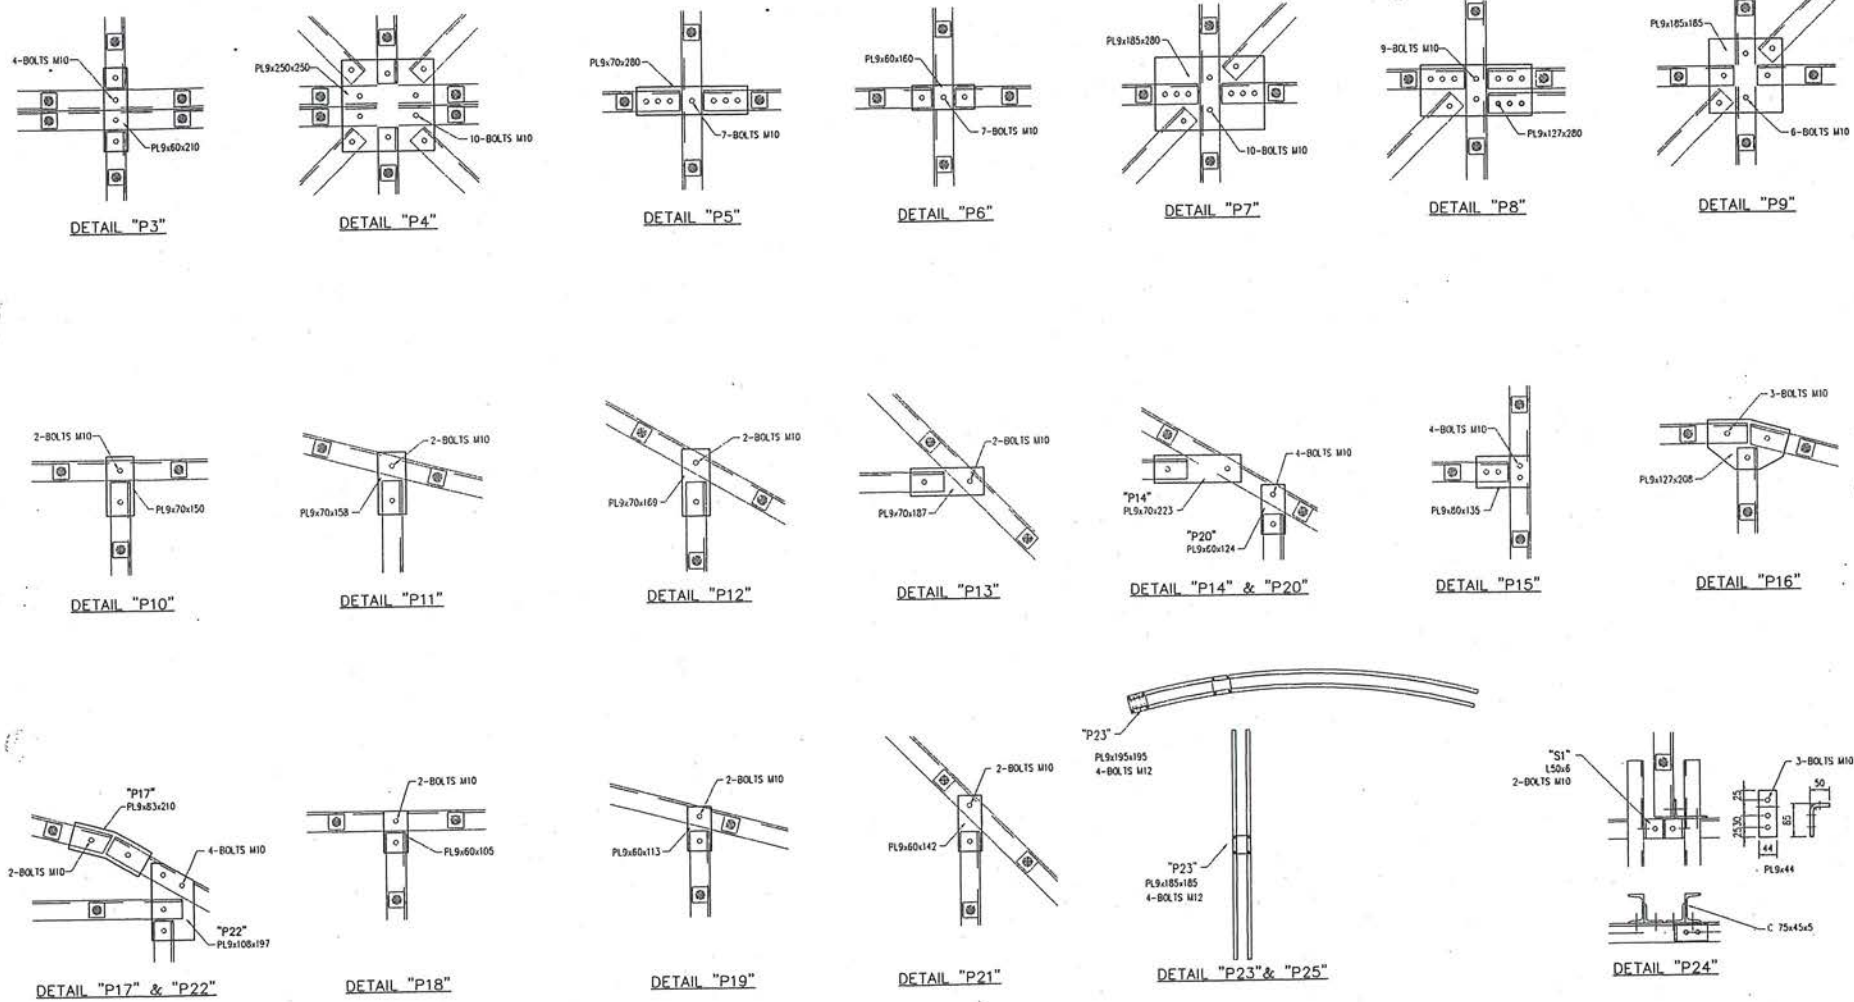 4-BOLTS M10
PL9x60x210
DETAIL "P3"
PL9x250x250
10-BOLTS M10
DETAIL "P4"
PL9x70x280
7-BOLTS M10
DETAIL "P5"
PL9x60x160
7-BOLTS M10
DETAIL "P6"
PL9x185x280
10-BOLTS M10
DETAIL "P7"
9-BOLTS M10
PL9x127x280
DETAIL "P8"
PL9x185x185
6-BOLTS M10
DETAIL "P9"
2-BOLTS M10
PL9x70x150
DETAIL "P10"
2-BOLTS M10
PL9x70x158
DETAIL "P11"
2-BOLTS M10
PL9x70x169
DETAIL "P12"
2-BOLTS M10
PL9x70x187
DETAIL "P13"
4-BOLTS M10
"P14"
PL9x70x223
"P20"
PL9x60x124
DETAIL "P14" & "P20"
4-BOLTS M10
PL9x80x135
DETAIL "P15"
3-BOLTS M10
PL9x127x208
DETAIL "P16"
"P17"
PL9x83x210
4-BOLTS M10
2-BOLTS M10
"P22"
PL9x108x197
DETAIL "P17" & "P22"
2-BOLTS M10
PL9x60x105
DETAIL "P18"
2-BOLTS M10
PL9x60x113
DETAIL "P19"
2-BOLTS M10
PL9x60x142
DETAIL "P21"
"P23"
PL9x195x195
4-BOLTS M12
"P23"
PL9x185x185
4-BOLTS M12
DETAIL "P23"& "P25"
"S1"
L50x6
2-BOLTS M10
3-BOLTS M10
50
25
85
2530
44
PL9x44
C 75x45x5
DETAIL "P24"